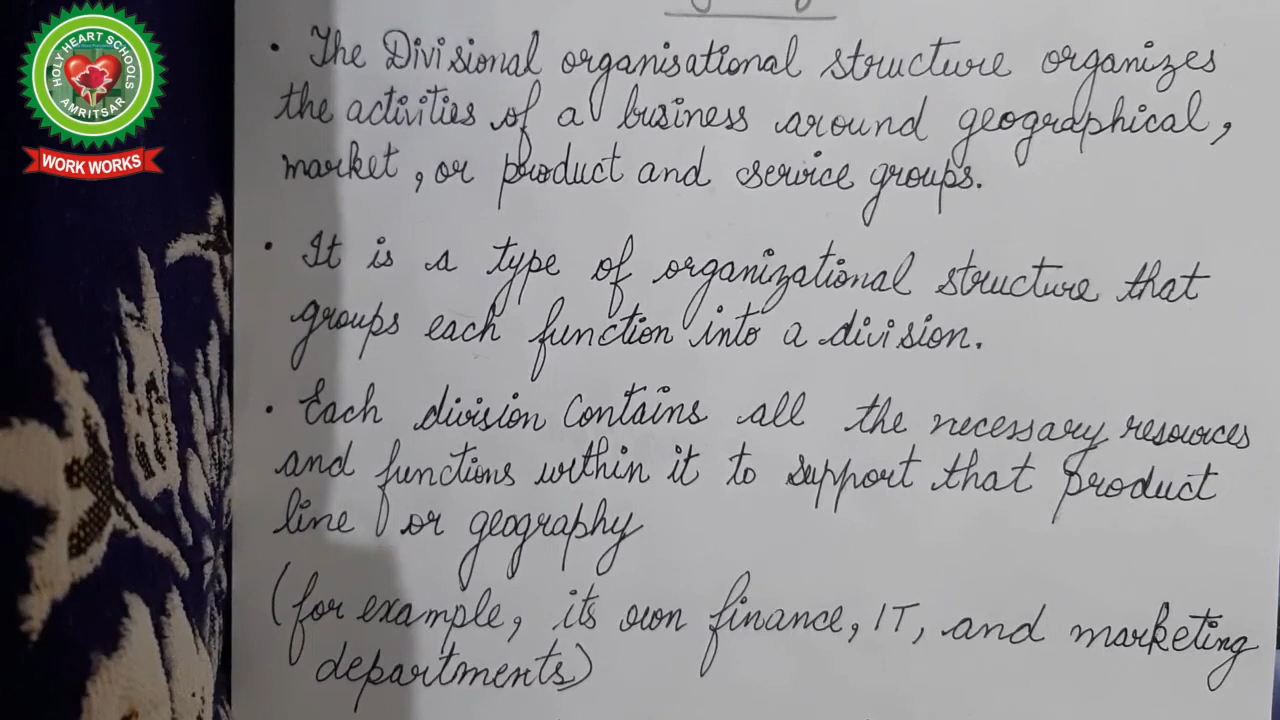 HOLY HEART SCHOOLS
AMRITSAR
WORK WORKS
• The Divisional organisational structure organizes
the activities of a business around geographical,
market, or product and service groups.
• It is a type of organizational structure that
groups each function into a division.
• Each division contains all the necessary resources
and functions within it to support that product
line or geography
(for example, its own finance, IT, and marketing
departments)